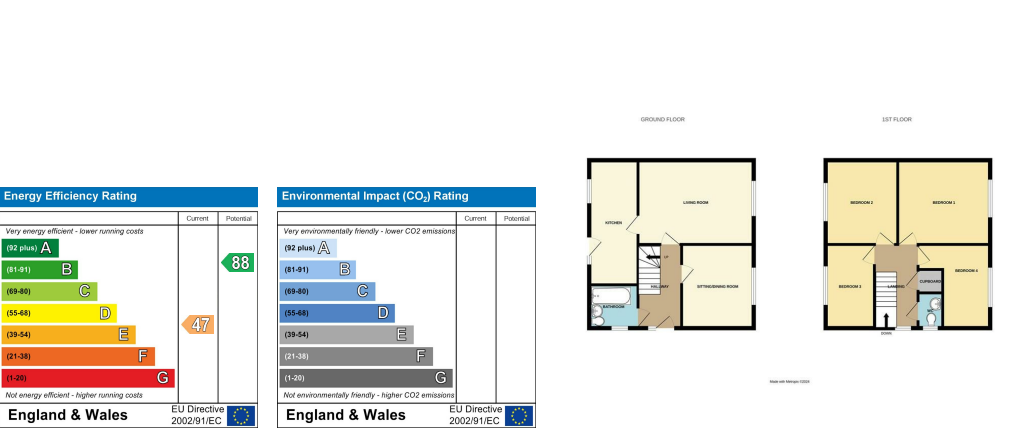 Energy Efficiency Rating
Current Potential
Very energy efficient - lower running costs
(92 plus) A
(81-91) B
(69-80) C
(55-68) D
(39-54) E
(21-38) F
(1-20) G
88
47
Not energy efficient - higher running costs
England & Wales
EU Directive
2002/91/EC
Environmental Impact (CO₂) Rating
Current Potential
Very environmentally friendly - lower CO2 emissions
(92 plus) A
(81-91) B
(69-80) C
(55-68) D
(39-54) E
(21-38) F
(1-20) G
Not environmentally friendly - higher CO2 emissions
England & Wales
EU Directive
2002/91/EC
GROUND FLOOR
LIVING ROOM
KITCHEN
UP
HALLWAY
SITTING/DINING ROOM
BATHROOM
1ST FLOOR
BEDROOM 2
BEDROOM 1
BEDROOM 4
CUPBOARD
BEDROOM 3
LANDING
WC
DOWN
Made with Metropix ©2024